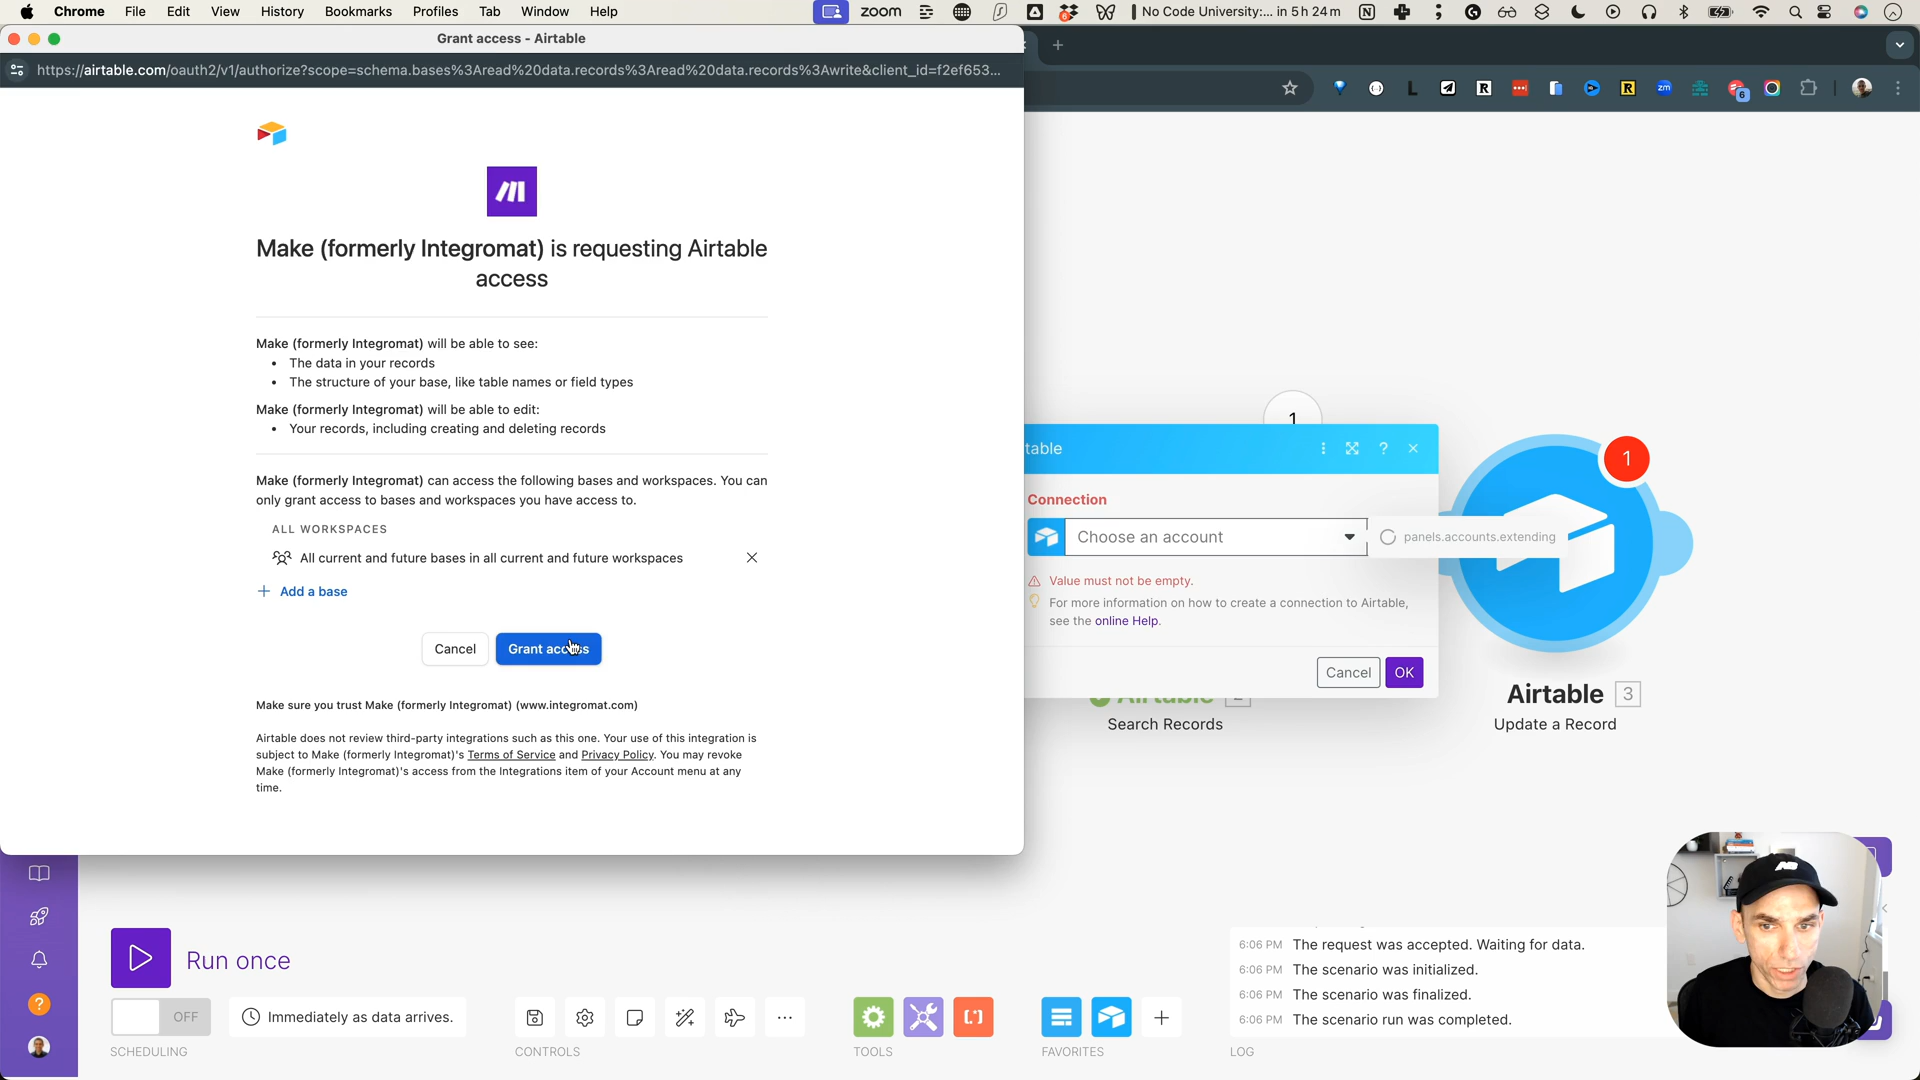 Chrome File Edit View History Bookmarks Profiles Tab Window Help
zoom
No Code University:... in 5 h 24 m
Grant access - Airtable
https://airtable.com/oauth2/v1/authorize?scope=schema.bases%3Aread%20data.records%3Aread%20data.records%3Awrite&client_id=f2ef653...
Make (formerly Integromat) is requesting Airtable
access
Make (formerly Integromat) will be able to see:
• The data in your records
• The structure of your base, like table names or field types
Make (formerly Integromat) will be able to edit:
• Your records, including creating and deleting records
Make (formerly Integromat) can access the following bases and workspaces. You can
only grant access to bases and workspaces you have access to.
ALL WORKSPACES
All current and future bases in all current and future workspaces
+ Add a base
Cancel
Grant access
Make sure you trust Make (formerly Integromat) (www.integromat.com)
Airtable does not review third-party integrations such as this one. Your use of this integration is
subject to Make (formerly Integromat)'s Terms of Service and Privacy Policy. You may revoke
Make (formerly Integromat)'s access from the Integrations item of your Account menu at any
time.
zm
6
1
table
?
Connection
Choose an account
panels.accounts.extending
Value must not be empty.
For more information on how to create a connection to Airtable,
see the online Help.
Cancel
OK
Airtable 2
Search Records
1
Airtable 3
Update a Record
Run once
OFF
Immediately as data arrives.
SCHEDULING
CONTROLS
TOOLS
FAVORITES
LOG
6:06 PM The request was accepted. Waiting for data.
6:06 PM The scenario was initialized.
6:06 PM The scenario was finalized.
6:06 PM The scenario run was completed.